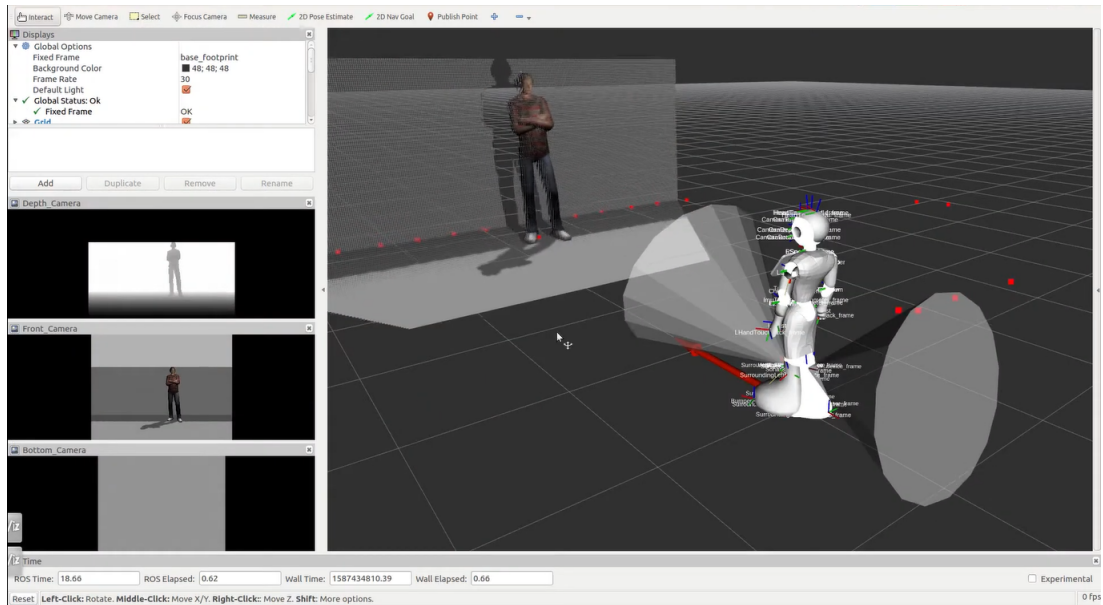 Interact Move Camera Select Focus Camera Measure 2D Pose Estimate 2D Nav Goal Publish Point
Displays
Global Options
Fixed Frame base_footprint
Background Color 48; 48; 48
Frame Rate 30
Default Light
Global Status: Ok
Fixed Frame OK
Grid
Add Duplicate Remove Rename
Depth_Camera
Front_Camera
Bottom_Camera
LHandTouch
Time
ROS Time: 18.66 ROS Elapsed: 0.62 Wall Time: 1587434810.39 Wall Elapsed: 0.66 Experimental
Reset Left-Click: Rotate. Middle-Click: Move X/Y. Right-Click:: Move Z. Shift: More options. 0 fps